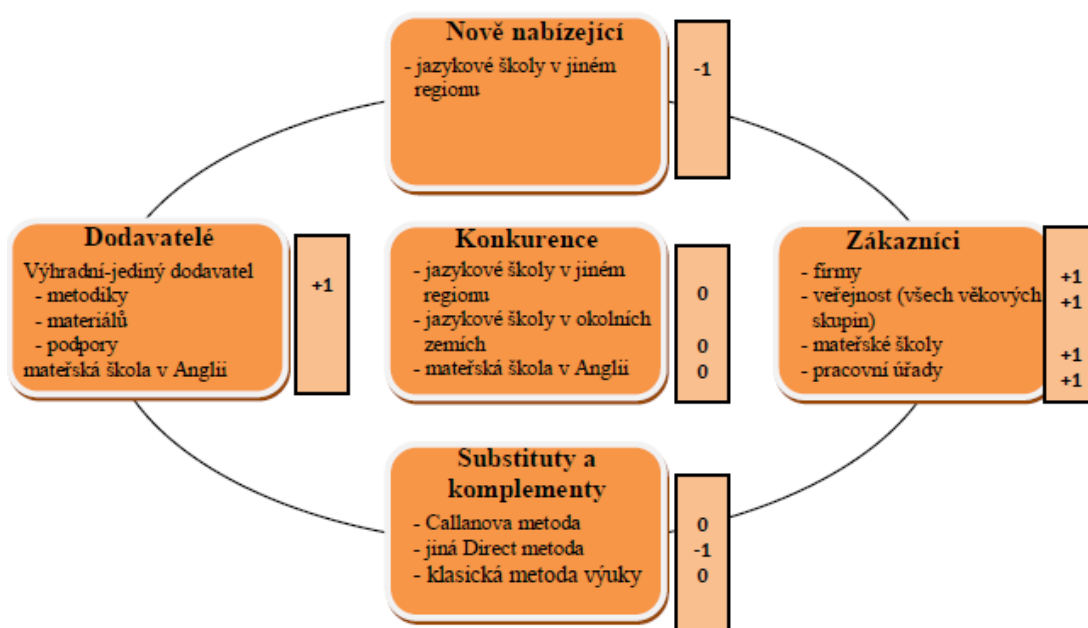 Nově nabízející
- jazykové školy v jiném
regionu
-1
Dodavatelé
Výhradní-jediný dodavatel
- metodiky
- materiálů
- podpory
mateřská škola v Anglii
+1
Konkurence
- jazykové školy v jiném
regionu
- jazykové školy v okolních
zemích
- mateřská škola v Anglii
0
0
0
Zákazníci
- firmy
- veřejnost (všech věkových
skupin)
- mateřské školy
- pracovní úřady
+1
+1
+1
+1
Substituty a
komplementy
- Callanova metoda
- jiná Direct metoda
- klasická metoda výuky
0
-1
0